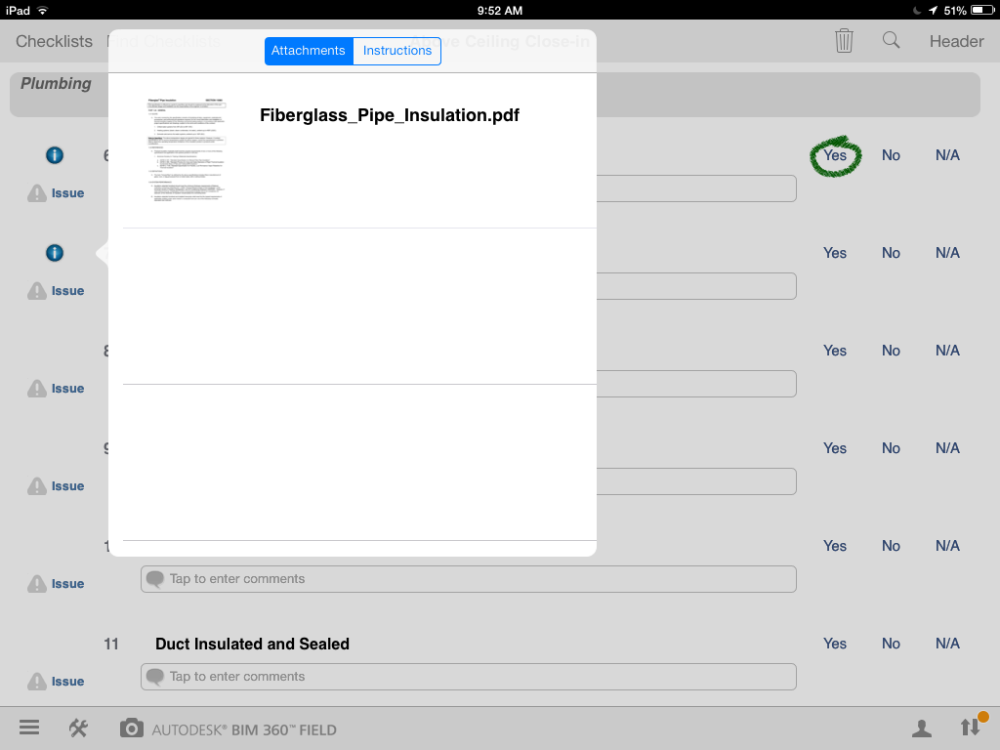 iPad 9:52 AM 51%
Checklists Find Checklists Above Ceiling Close-in Header
Attachments Instructions
Plumbing
Fiberglass_Pipe_Insulation.pdf
6 Yes No N/A
Issue
Yes No N/A
Issue
8 Yes No N/A
Issue
9 Yes No N/A
Issue
1 Yes No N/A
Issue Tap to enter comments
11 Duct Insulated and Sealed Yes No N/A
Issue Tap to enter comments
AUTODESK® BIM 360™ FIELD